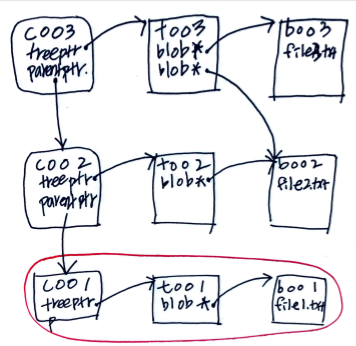 C003
treeptr
parentptr.
t003
blob*
blob*
b003
file3.txt
C002
treeptr
parentptr
t002
blob*
b002
file2.txt
C001
treeptr
p
t001
blob*
b001
file1.txt